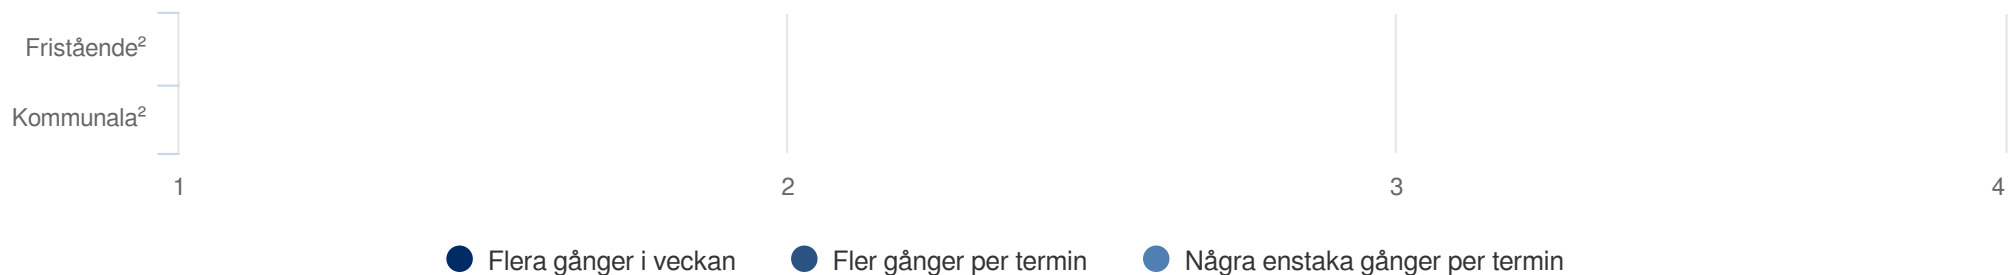 Fristående²
Kommunala²
1 2 3 4
Flera gånger i veckan Fler gånger per termin Några enstaka gånger per termin